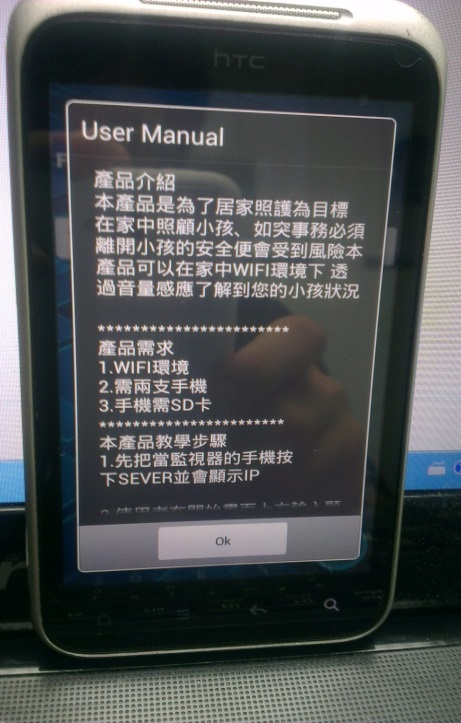 hTC
User Manual
產品介紹
本產品是為了居家照護為目標
在家中照顧小孩、如突事務必須
離開小孩的安全便會受到風險本
產品可以在家中WIFI環境下 透
過音量感應了解到您的小孩狀況
***********************
產品需求
1.WIFI環境
2.需兩支手機
3.手機需SD卡
**********************
本產品教學步驟
1.先把當監視器的手機按
下SEVER並會顯示IP
Ok